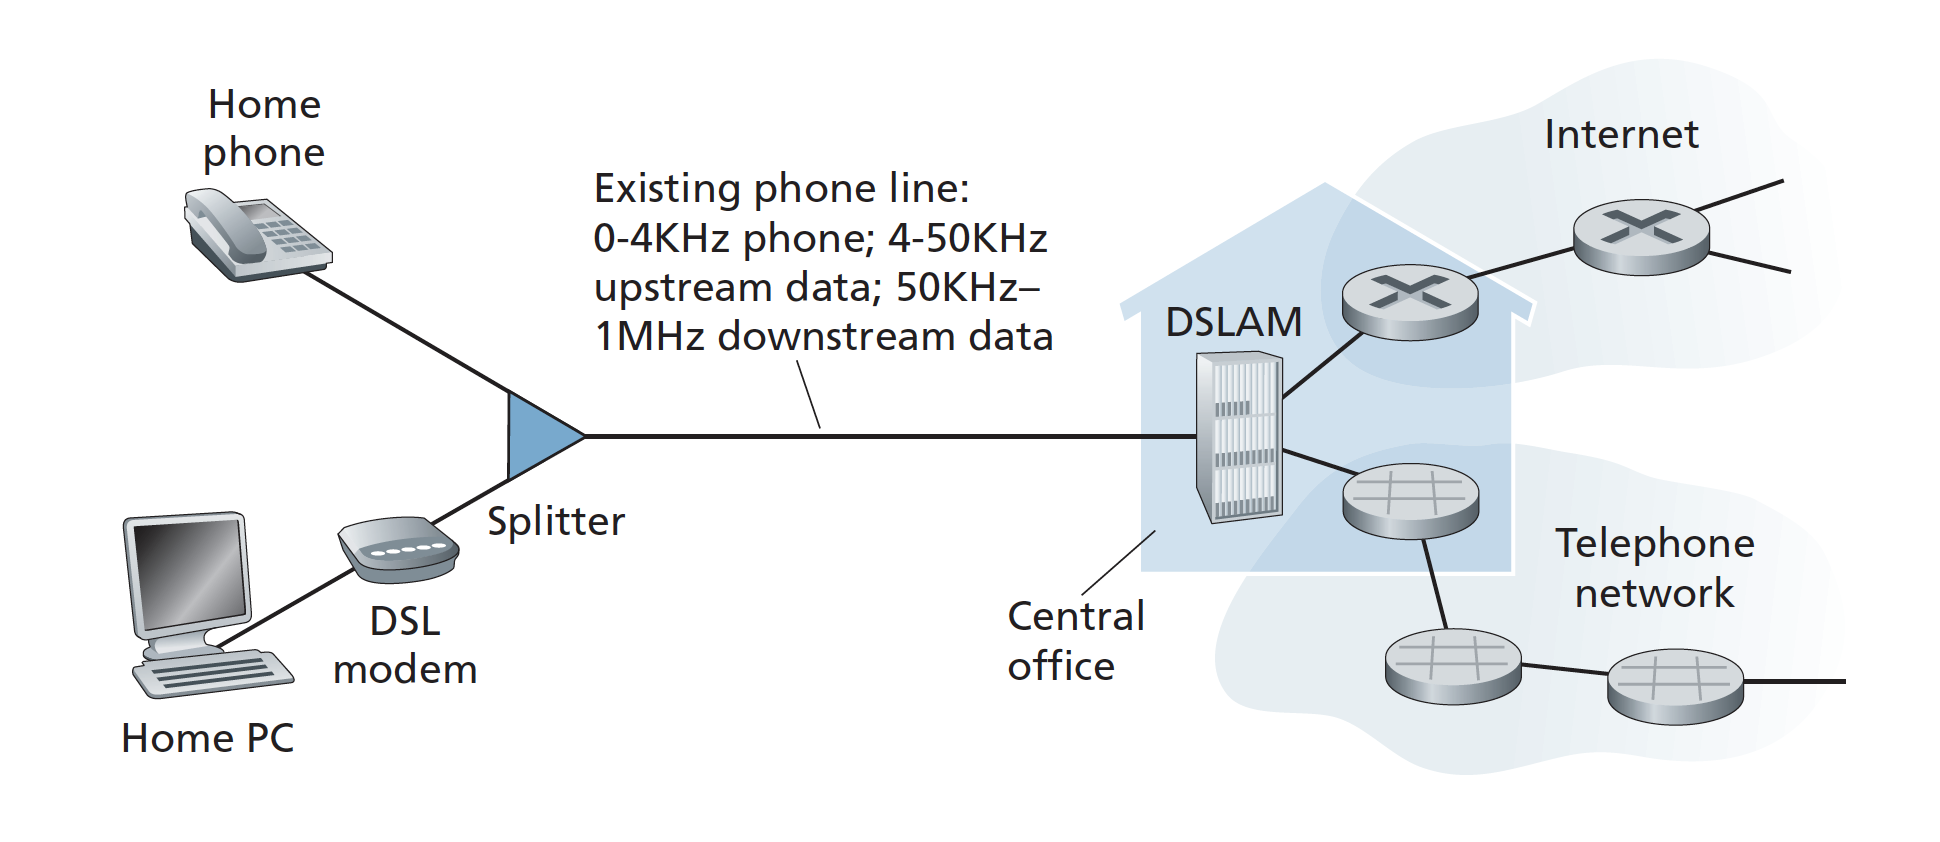 Home
phone
Existing phone line:
0-4KHz phone; 4-50KHz
upstream data; 50KHz–
1MHz downstream data
Internet
DSLAM
Splitter
DSL
modem
Home PC
Central
office
Telephone
network